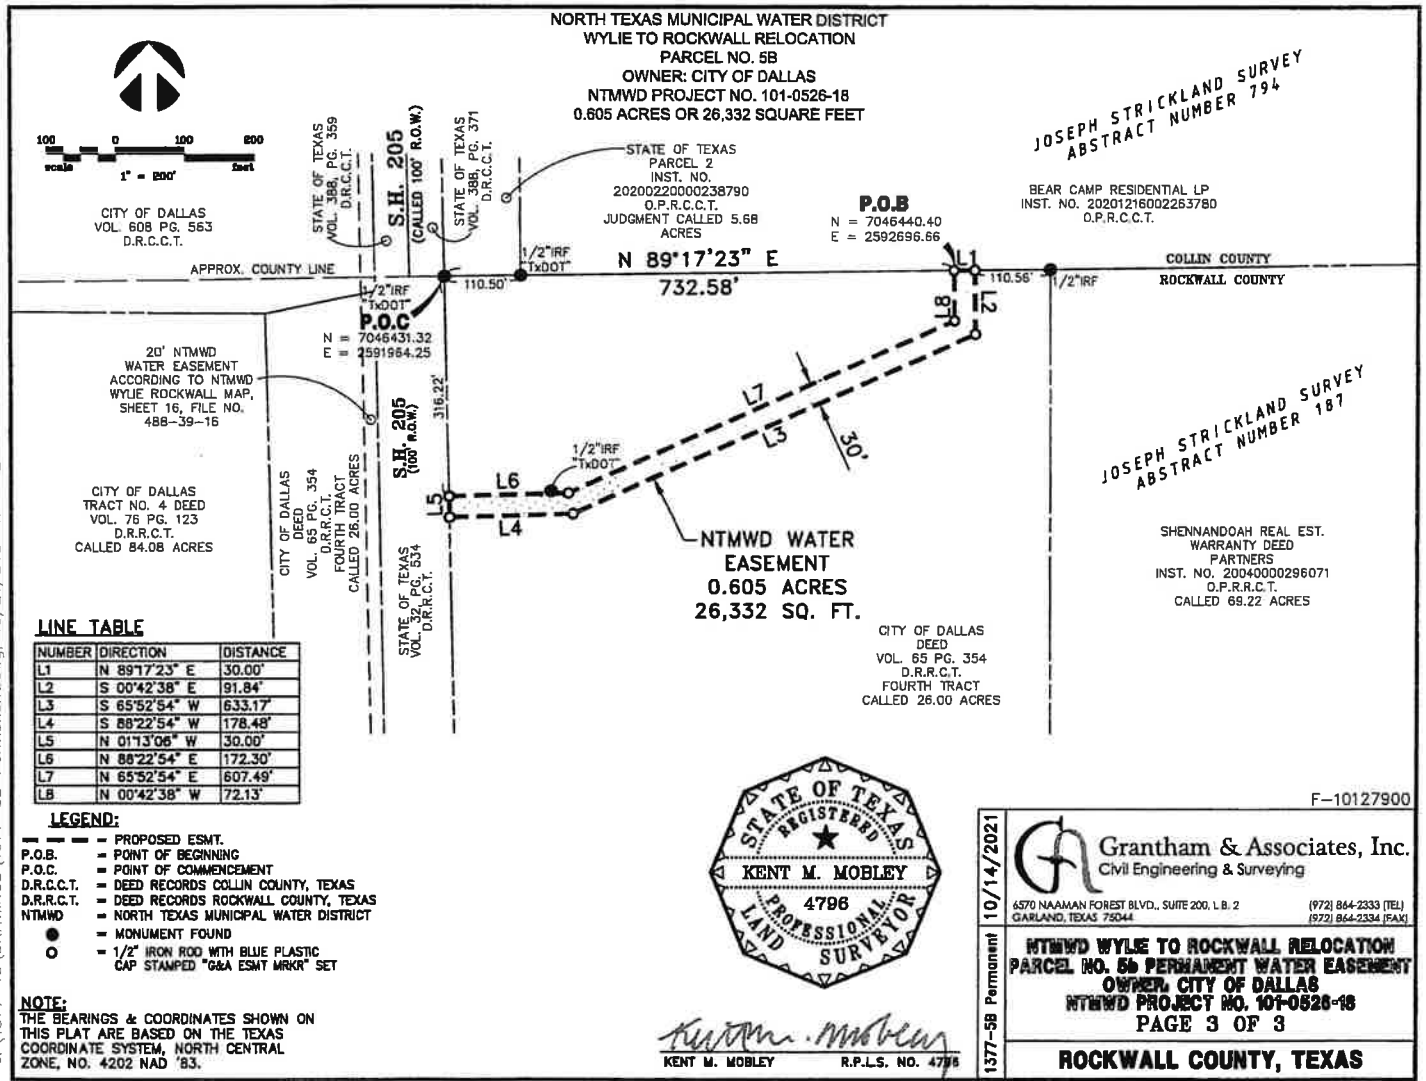 NORTH TEXAS MUNICIPAL WATER DISTRICT
WYLIE TO ROCKWALL RELOCATION
PARCEL NO. 5B
OWNER: CITY OF DALLAS
NTMWD PROJECT NO. 101-0526-18
0.605 ACRES OR 26,332 SQUARE FEET
100 0 100 200
scale feet
1" = 200'
CITY OF DALLAS
VOL. 608 PG. 563
D.R.C.C.T.
STATE OF TEXAS
VOL. 388, PG. 359
D.R.C.C.T.
S.H. 205
(CALLED 100' R.O.W.)
STATE OF TEXAS
VOL. 388, PG. 371
D.R.C.C.T.
STATE OF TEXAS
PARCEL 2
INST. NO.
20200220000238790
O.P.R.C.C.T.
JUDGMENT CALLED 5.68
ACRES
JOSEPH STRICKLAND SURVEY
ABSTRACT NUMBER 794
BEAR CAMP RESIDENTIAL LP
INST. NO. 20201216002263780
O.P.R.C.C.T.
P.O.B
N = 7046440.40
E = 2592696.66
APPROX. COUNTY LINE
1/2"IRF
"TxDOT"
110.50'
N 89°17'23" E
732.58'
L1
110.56'
1/2"IRF
COLLIN COUNTY
ROCKWALL COUNTY
1/2"IRF
"TxDOT"
P.O.C
N = 7046431.32
E = 2591964.25
L8
L2
20' NTMWD
WATER EASEMENT
ACCORDING TO NTMWD
WYLIE ROCKWALL MAP,
SHEET 16, FILE NO.
488-39-16
316.22'
S.H. 205
(100' R.O.W.)
L7
L3
30'
1/2"IRF
"TxDOT"
L6
L5
L4
JOSEPH STRICKLAND SURVEY
ABSTRACT NUMBER 187
CITY OF DALLAS
TRACT NO. 4 DEED
VOL. 76 PG. 123
D.R.R.C.T.
CALLED 84.08 ACRES
CITY OF DALLAS
DEED
VOL. 65 PG. 354
D.R.R.C.T.
FOURTH TRACT
CALLED 26.00 ACRES
STATE OF TEXAS
VOL. 32, PG. 534
D.R.R.C.T.
NTMWD WATER
EASEMENT
0.605 ACRES
26,332 SQ. FT.
SHENNANDOAH REAL EST.
WARRANTY DEED
PARTNERS
INST. NO. 20040000296071
O.P.R.R.C.T.
CALLED 69.22 ACRES
CITY OF DALLAS
DEED
VOL. 65 PG. 354
D.R.R.C.T.
FOURTH TRACT
CALLED 26.00 ACRES
LINE TABLE
NUMBER DIRECTION DISTANCE
L1 N 89°17'23" E 30.00'
L2 S 00°42'38" E 91.84'
L3 S 65°52'54" W 633.17'
L4 S 88°22'54" W 178.48'
L5 N 01°13'06" W 30.00'
L6 N 88°22'54" E 172.30'
L7 N 65°52'54" E 607.49'
L8 N 00°42'38" W 72.13'
LEGEND:
= PROPOSED ESMT.
P.O.B. = POINT OF BEGINNING
P.O.C. = POINT OF COMMENCEMENT
D.R.C.C.T. = DEED RECORDS COLLIN COUNTY, TEXAS
D.R.R.C.T. = DEED RECORDS ROCKWALL COUNTY, TEXAS
NTMWD = NORTH TEXAS MUNICIPAL WATER DISTRICT
= MONUMENT FOUND
= 1/2" IRON ROD WITH BLUE PLASTIC
CAP STAMPED "G&A ESMT MRKR" SET
NOTE:
THE BEARINGS & COORDINATES SHOWN ON
THIS PLAT ARE BASED ON THE TEXAS
COORDINATE SYSTEM, NORTH CENTRAL
ZONE, NO. 4202 NAD '83.
STATE OF TEXAS
REGISTERED
KENT M. MOBLEY
4796
PROFESSIONAL
LAND SURVEYOR
Kent M. Mobley
KENT M. MOBLEY R.P.L.S. NO. 4796
F-10127900
1377-5B Permanent 10/14/2021
GA
Grantham & Associates, Inc.
Civil Engineering & Surveying
6570 NAAMAN FOREST BLVD., SUITE 200, L.B. 2 (972) 864-2333 (TEL)
GARLAND, TEXAS 75044 (972) 864-2334 (FAX)
NTMWD WYLIE TO ROCKWALL RELOCATION
PARCEL NO. 5b PERMANENT WATER EASEMENT
OWNER: CITY OF DALLAS
NTMWD PROJECT NO. 101-0526-18
PAGE 3 OF 3
ROCKWALL COUNTY, TEXAS